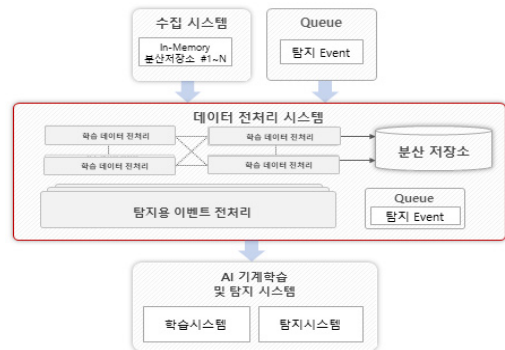 수집 시스템
In-Memory
분산저장소 #1~N
Queue
탐지 Event
데이터 전처리 시스템
학습 데이터 전처리
학습 데이터 전처리
학습 데이터 전처리
학습 데이터 전처리
분산 저장소
탐지용 이벤트 전처리
Queue
탐지 Event
AI 기계학습
및 탐지 시스템
학습시스템
탐지시스템